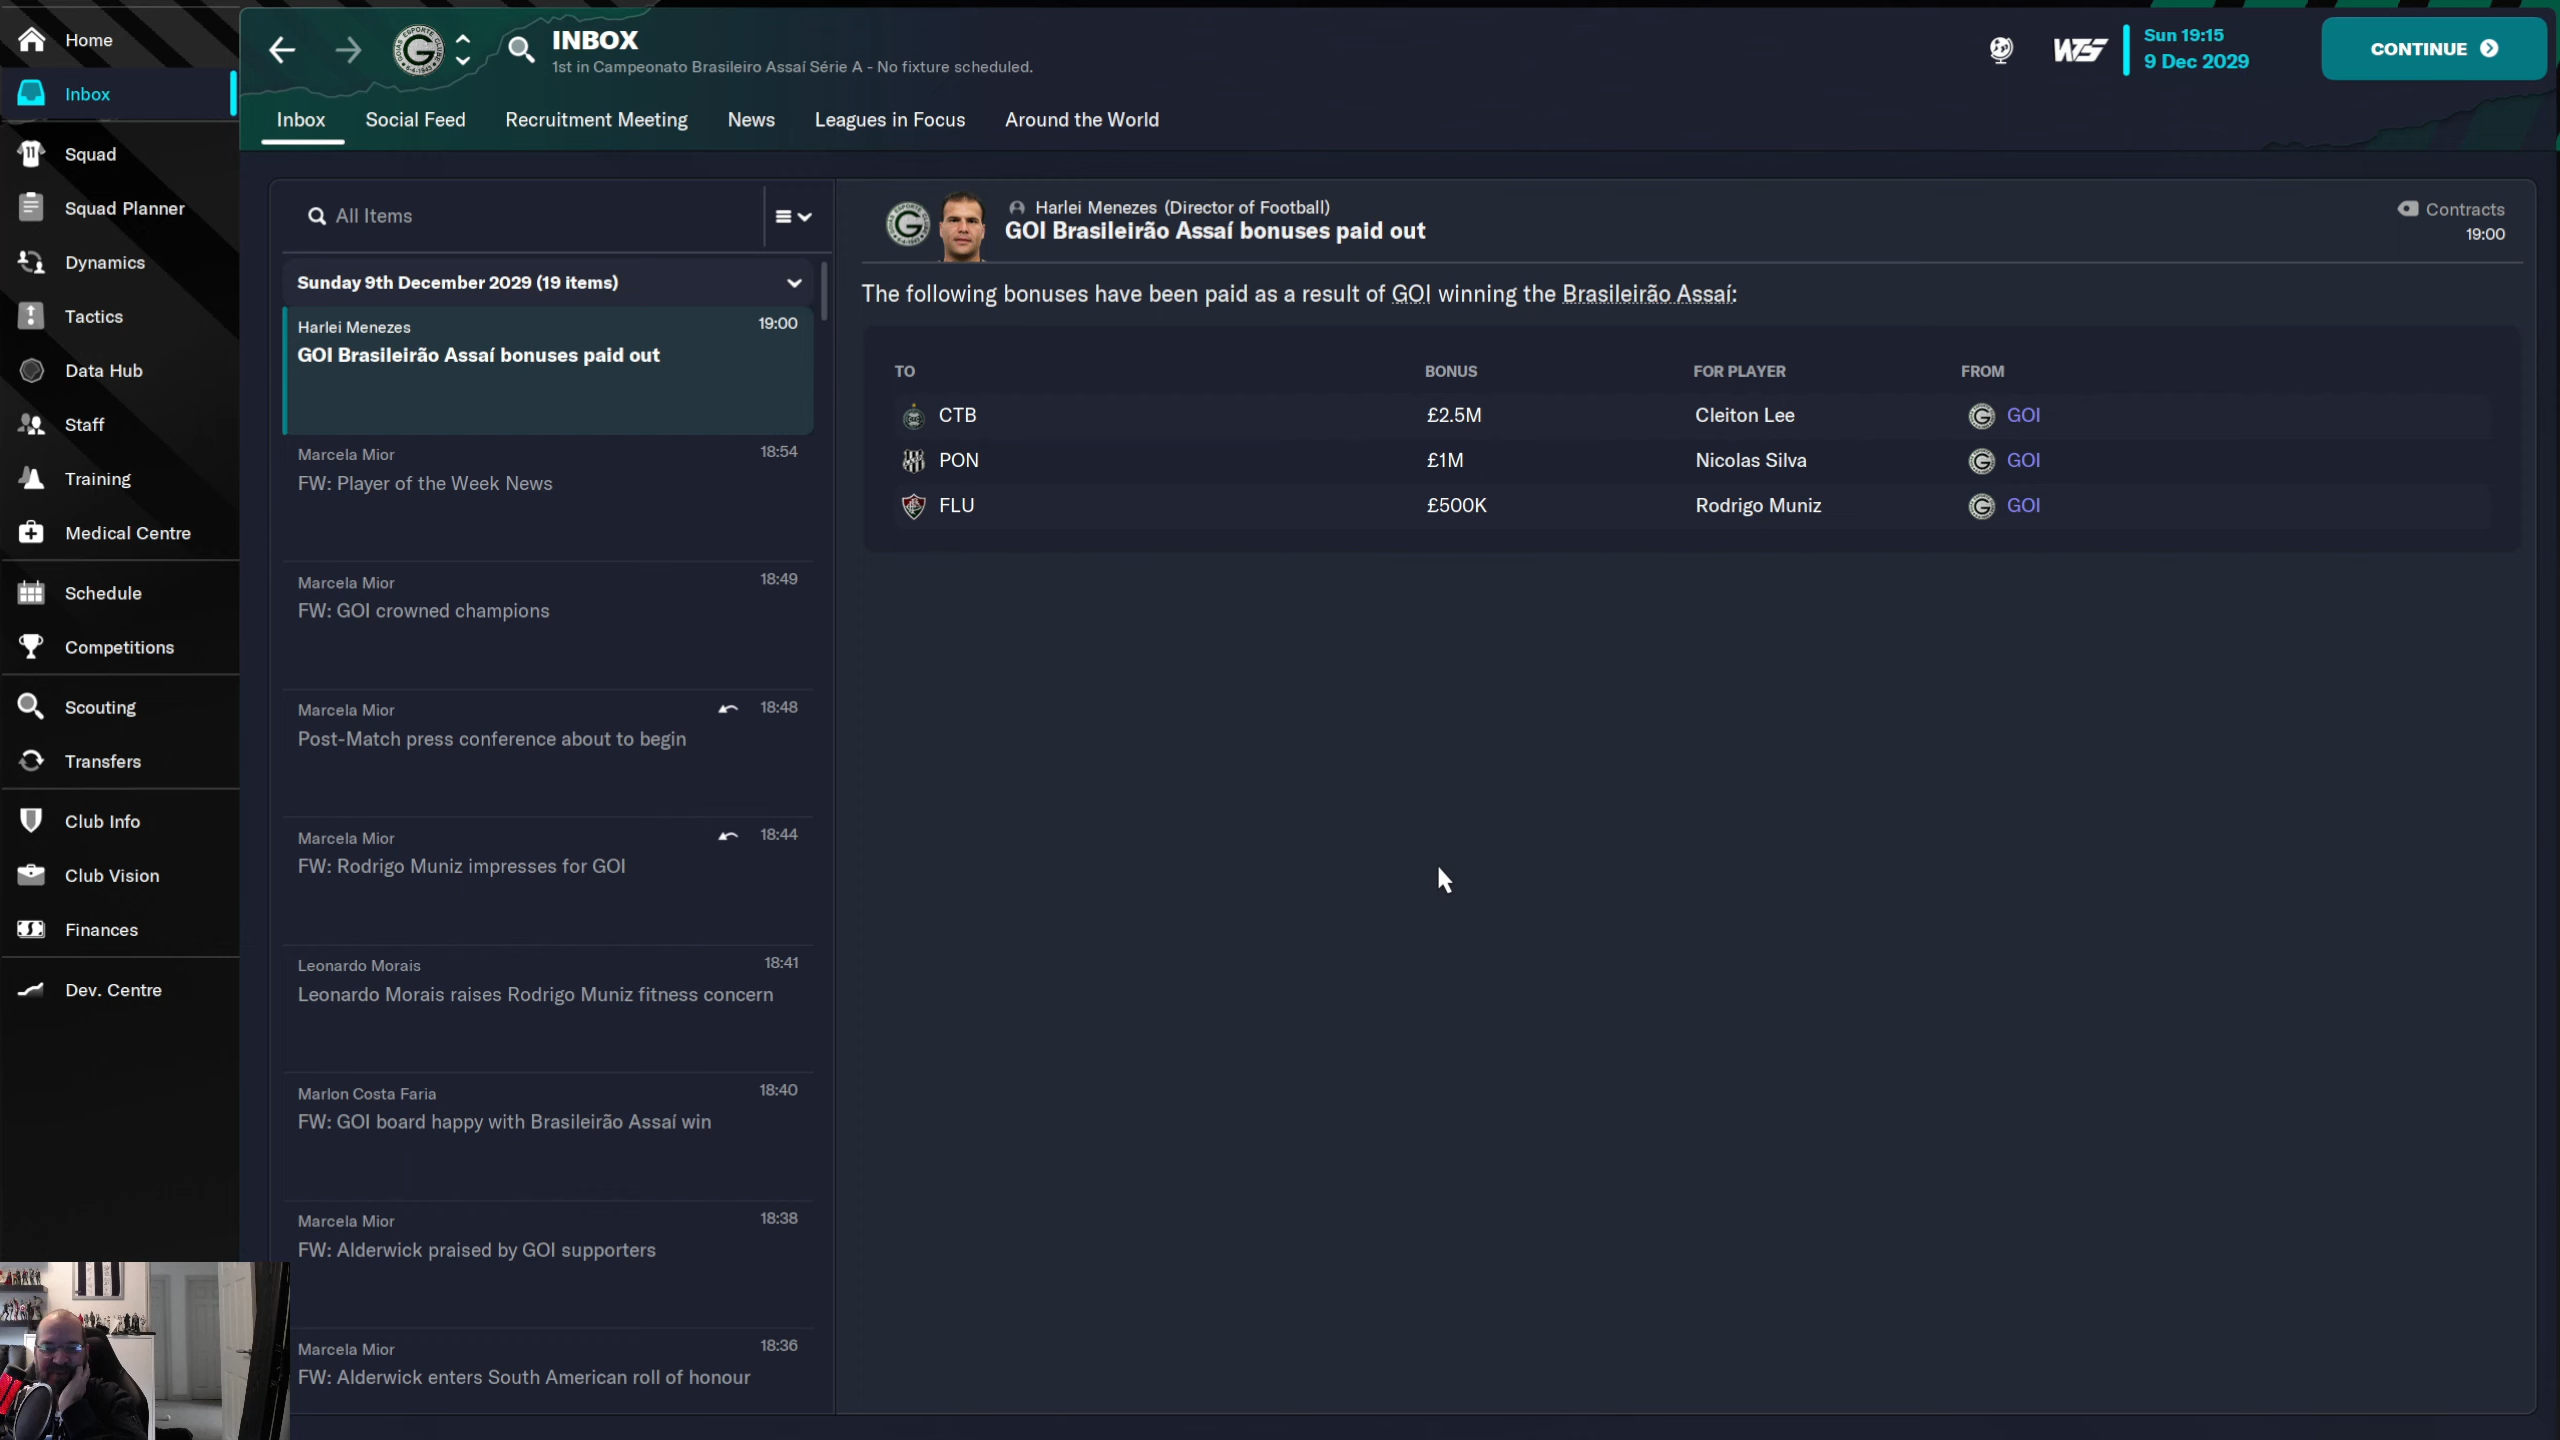 Home
Inbox
Squad
Squad Planner
Dynamics
Tactics
Data Hub
Staff
Training
Medical Centre
Schedule
Competitions
Scouting
Transfers
Club Info
Club Vision
Finances
Dev. Centre
INBOX
1st in Campeonato Brasileiro Assaí Série A - No fixture scheduled.
Sun 19:15
9 Dec 2029
CONTINUE
Inbox Social Feed Recruitment Meeting News Leagues in Focus Around the World
All Items
Sunday 9th December 2029 (19 items)
Harlei Menezes 19:00
GOI Brasileirão Assaí bonuses paid out
Marcela Mior 18:54
FW: Player of the Week News
Marcela Mior 18:49
FW: GOI crowned champions
Marcela Mior 18:48
Post-Match press conference about to begin
Marcela Mior 18:44
FW: Rodrigo Muniz impresses for GOI
Leonardo Morais 18:41
Leonardo Morais raises Rodrigo Muniz fitness concern
Marlon Costa Faria 18:40
FW: GOI board happy with Brasileirão Assaí win
Marcela Mior 18:38
FW: Alderwick praised by GOI supporters
Marcela Mior 18:36
FW: Alderwick enters South American roll of honour
Harlei Menezes (Director of Football)
GOI Brasileirão Assaí bonuses paid out
Contracts
19:00
The following bonuses have been paid as a result of GOI winning the Brasileirão Assaí:
TO BONUS FOR PLAYER FROM
CTB £2.5M Cleiton Lee GOI
PON £1M Nicolas Silva GOI
FLU £500K Rodrigo Muniz GOI